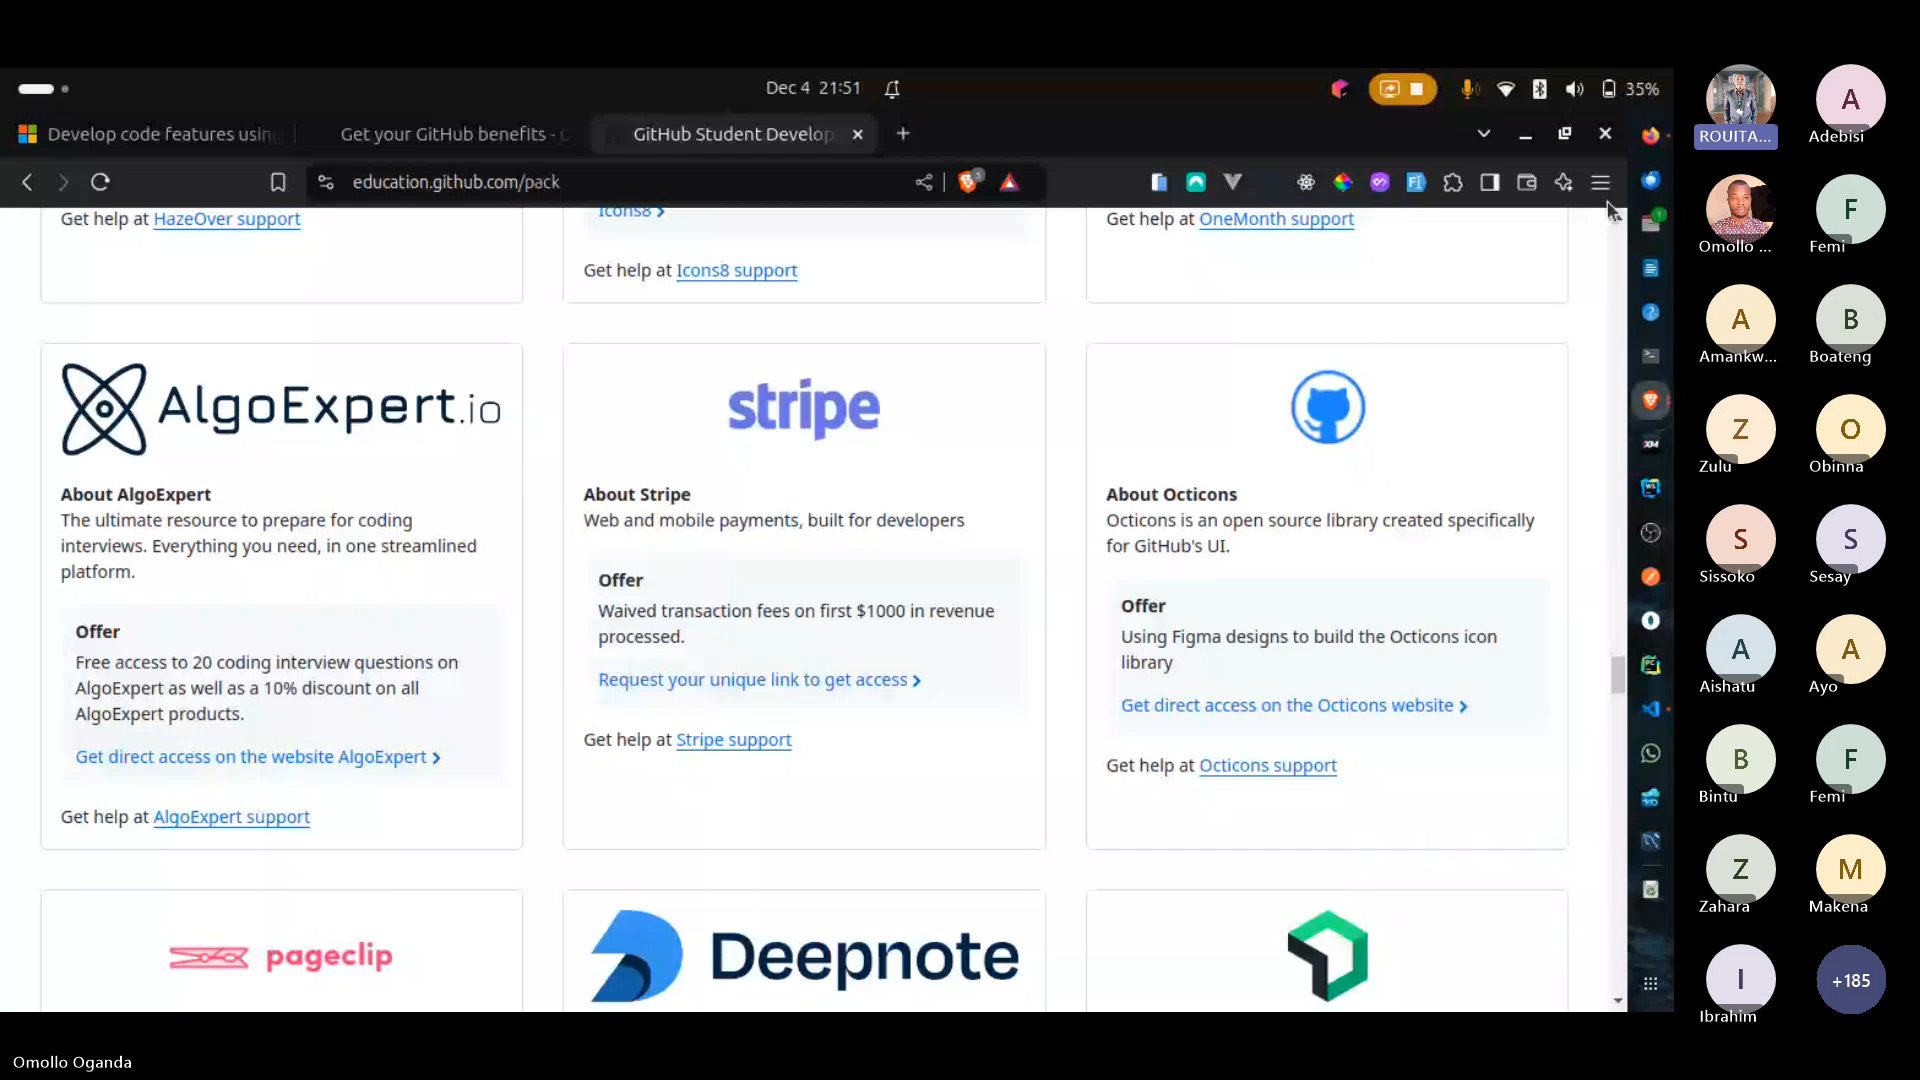 Dec 4 21:51
35%
Develop code features usin
Get your GitHub benefits -
GitHub Student Develop
education.github.com/pack
5
Get help at HazeOver support
Icons8
Get help at Icons8 support
Get help at OneMonth support
AlgoExpert.io
About AlgoExpert
The ultimate resource to prepare for coding
interviews. Everything you need, in one streamlined
platform.
Offer
Free access to 20 coding interview questions on
AlgoExpert as well as a 10% discount on all
AlgoExpert products.
Get direct access on the website AlgoExpert
Get help at AlgoExpert support
stripe
About Stripe
Web and mobile payments, built for developers
Offer
Waived transaction fees on first $1000 in revenue
processed.
Request your unique link to get access
Get help at Stripe support
About Octicons
Octicons is an open source library created specifically
for GitHub's UI.
Offer
Using Figma designs to build the Octicons icon
library
Get direct access on the Octicons website
Get help at Octicons support
pageclip
Deepnote
ROUITA...
A
Adebisi
Omollo ...
F
Femi
A
Amankw...
B
Boateng
Z
Zulu
O
Obinna
S
Sissoko
S
Sesay
A
Aishatu
A
Ayo
B
Bintu
F
Femi
Z
Zahara
M
Makena
I
Ibrahim
+185
Omollo Oganda